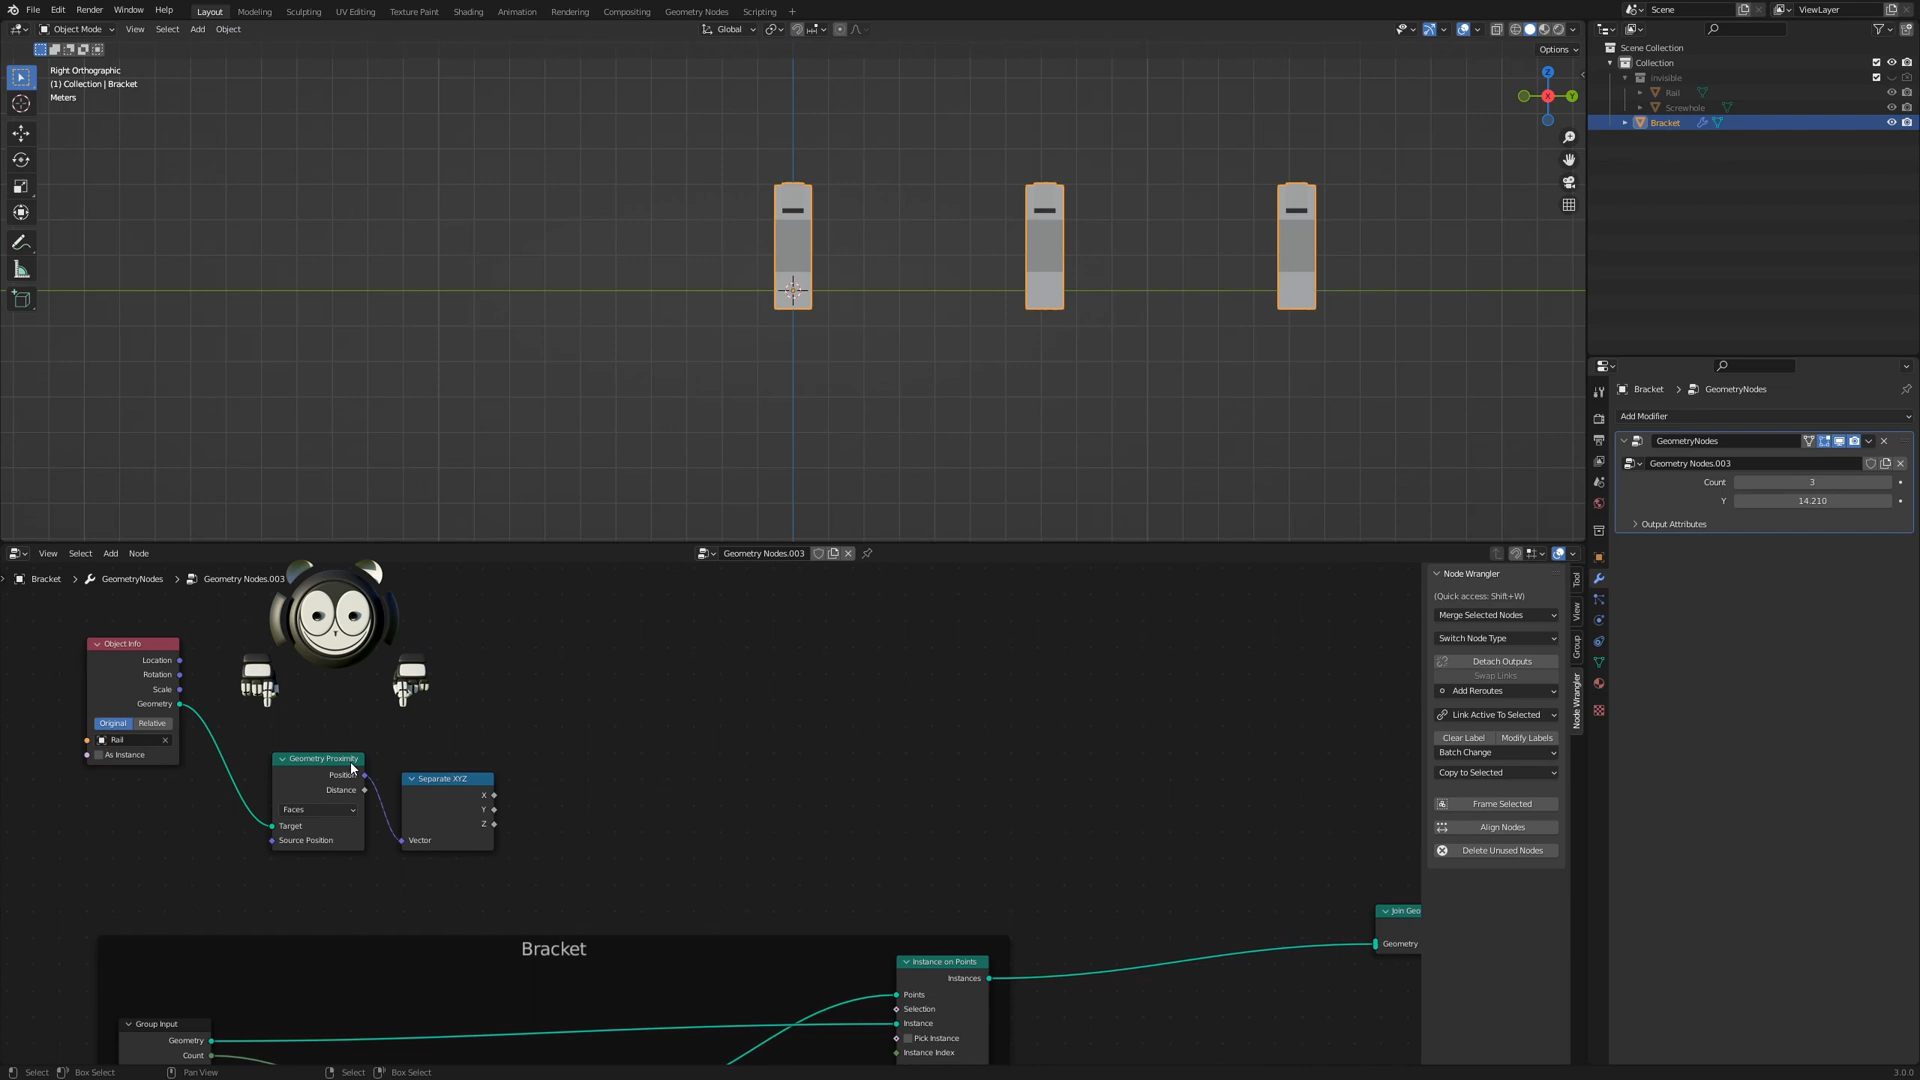 File Edit Render Window Help Layout Modeling Sculpting UV Editing Texture Paint Shading Animation Rendering Compositing Geometry Nodes Scripting + Scene ViewLayer
Object Mode View Select Add Object Global
Options
Right Orthographic
(1) Collection | Bracket
Meters
Z
X
Y
Scene Collection
Collection
Invisible
Rail
Screwhole
Bracket
Bracket > GeometryNodes
Add Modifier
GeometryNodes
Geometry Nodes.003
Count 3
Y 14.210
Output Attributes
View Select Add Node Geometry Nodes.003
Bracket > GeometryNodes > Geometry Nodes.003
Object Info
Location
Rotation
Scale
Geometry
Original Relative
Rail
As Instance
Geometry Proximity
Position
Distance
Faces
Target
Source Position
Separate XYZ
X
Y
Z
Vector
Bracket
Group Input
Geometry
Count
Instance on Points
Instances
Points
Selection
Instance
Pick Instance
Instance Index
Join Geo
Geometry
Node Wrangler
(Quick access: Shift+W)
Merge Selected Nodes
Switch Node Type
Detach Outputs
Swap Links
Add Reroutes
Link Active To Selected
Clear Label Modify Labels
Batch Change
Copy to Selected
Frame Selected
Align Nodes
Delete Unused Nodes
Tool
View
Group
Node Wrangler
Select Box Select Pan View Select Box Select 3.0.0